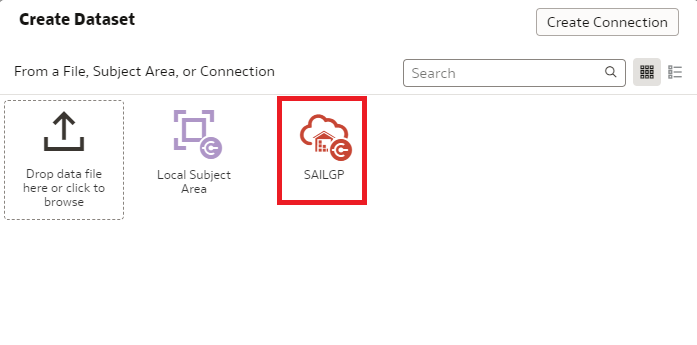 Create Dataset
Create Connection
From a File, Subject Area, or Connection
Search
Drop data file
here or click to
browse
Local Subject
Area
SAILGP